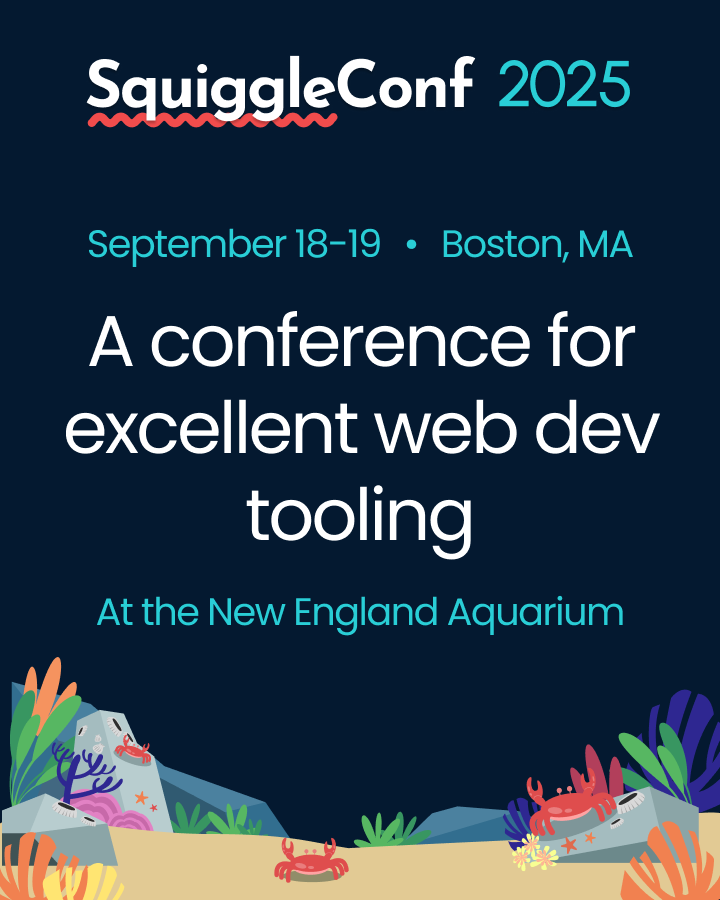 SquiggleConf 2025
September 18-19 • Boston, MA
A conference for
excellent web dev
tooling
At the New England Aquarium